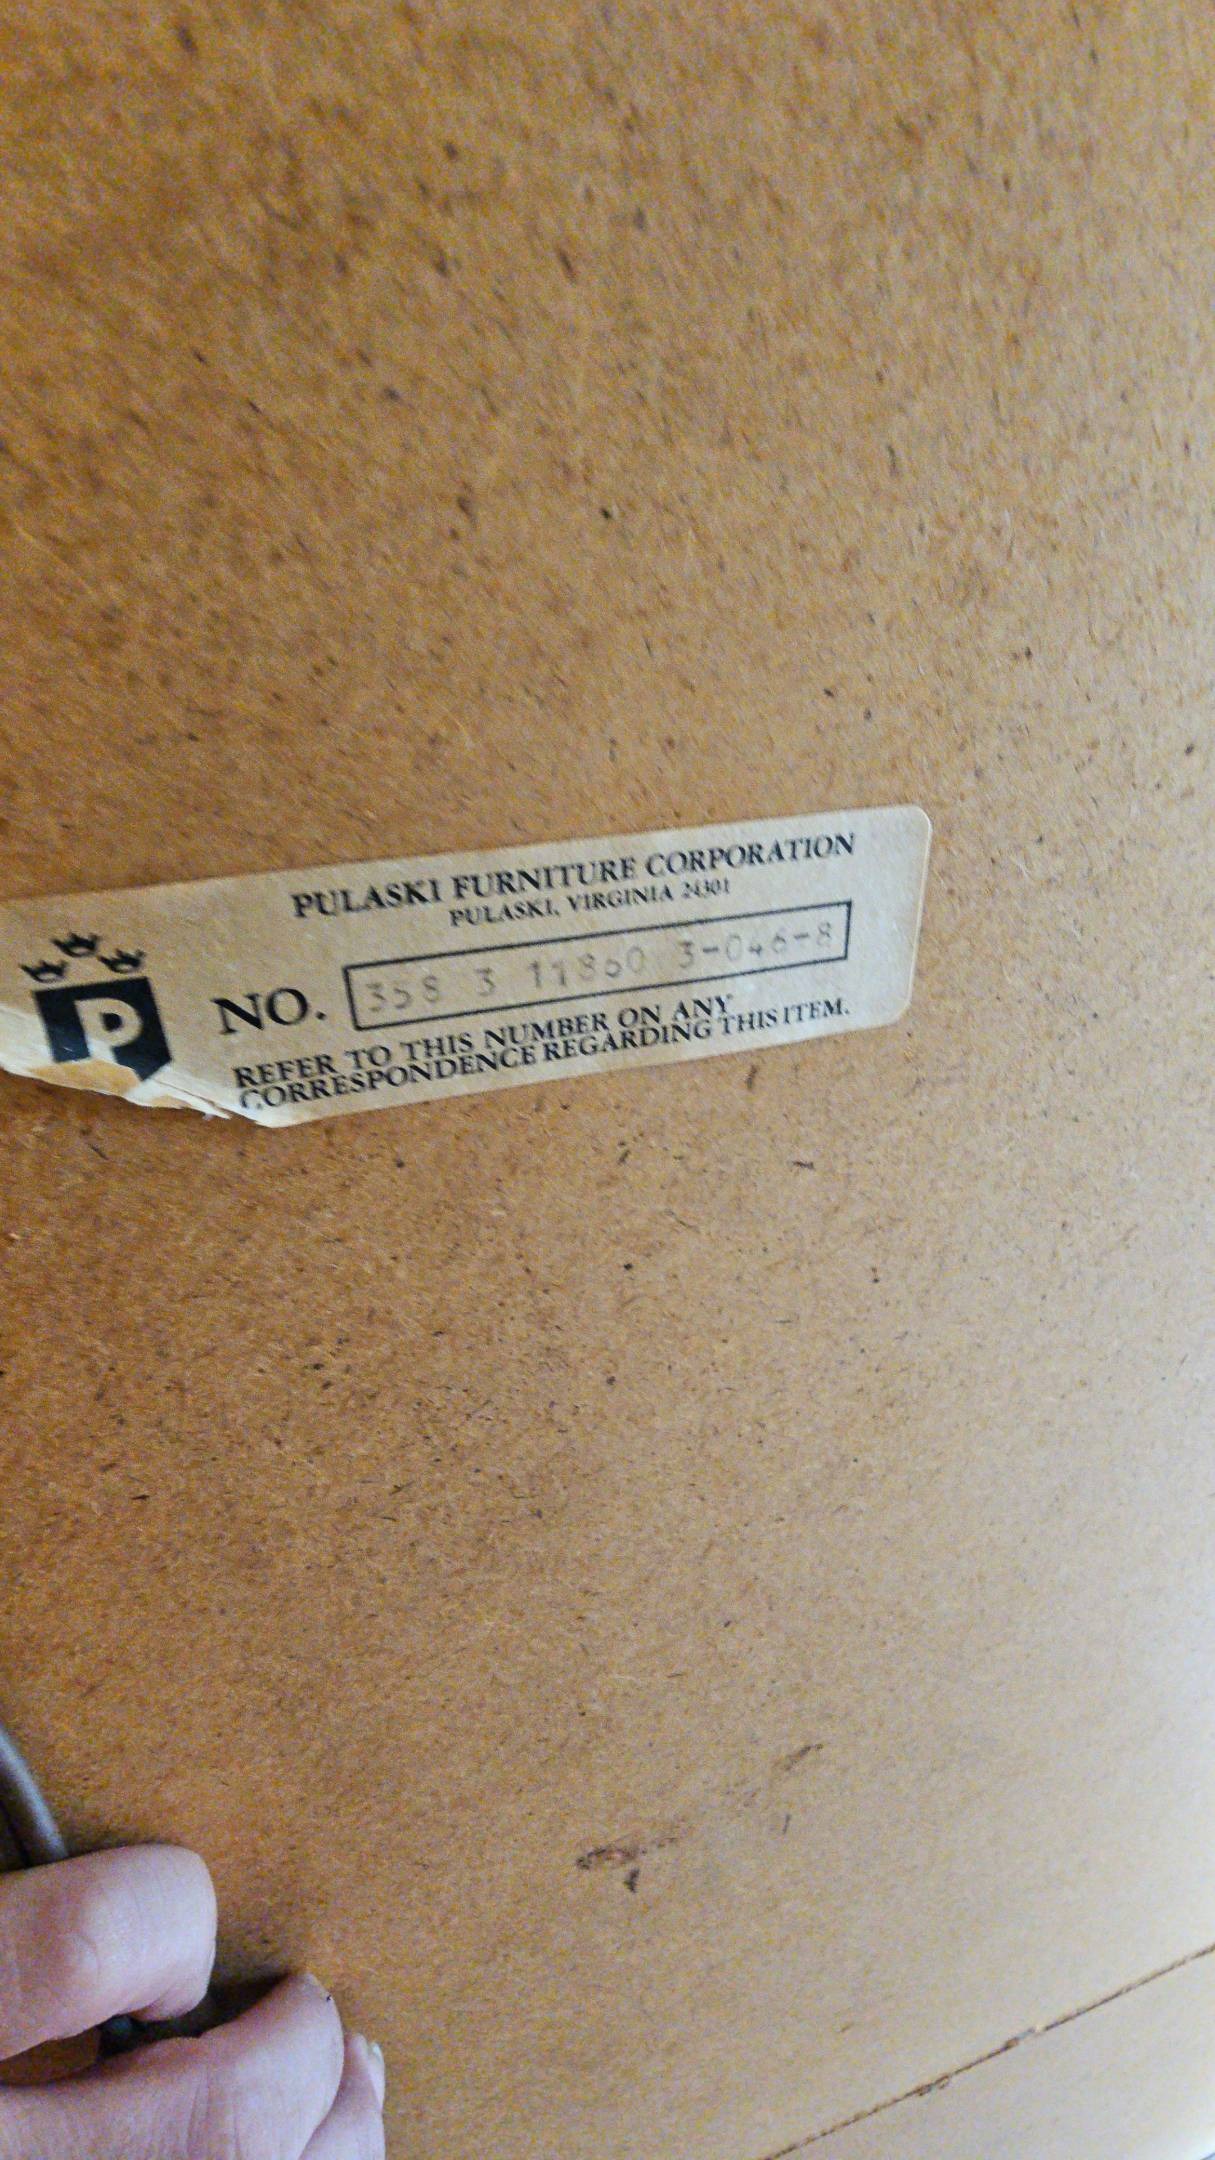 PULASKI FURNITURE CORPORATION
PULASKI, VIRGINIA 24301
P
NO. 358 3 11860 3-046-8
REFER TO THIS NUMBER ON ANY
CORRESPONDENCE REGARDING THIS ITEM.